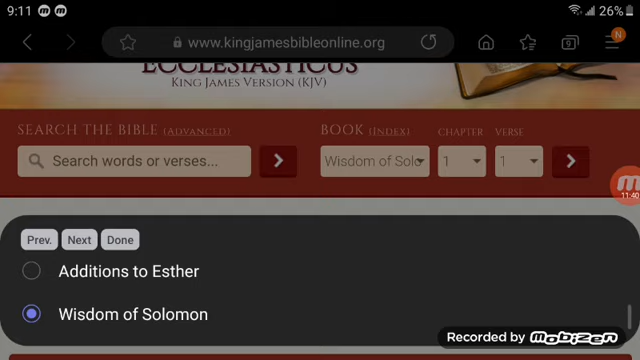 9:11
26%
www.kingjamesbibleonline.org
9
N
ECCLESIASTICUS
KING JAMES VERSION (KJV)
SEARCH THE BIBLE (ADVANCED)
BOOK (INDEX)
CHAPTER
VERSE
Search words or verses...
Wisdom of Solo
1
1
11:40
Prev.
Next
Done
Additions to Esther
Wisdom of Solomon
Recorded by Mobizen